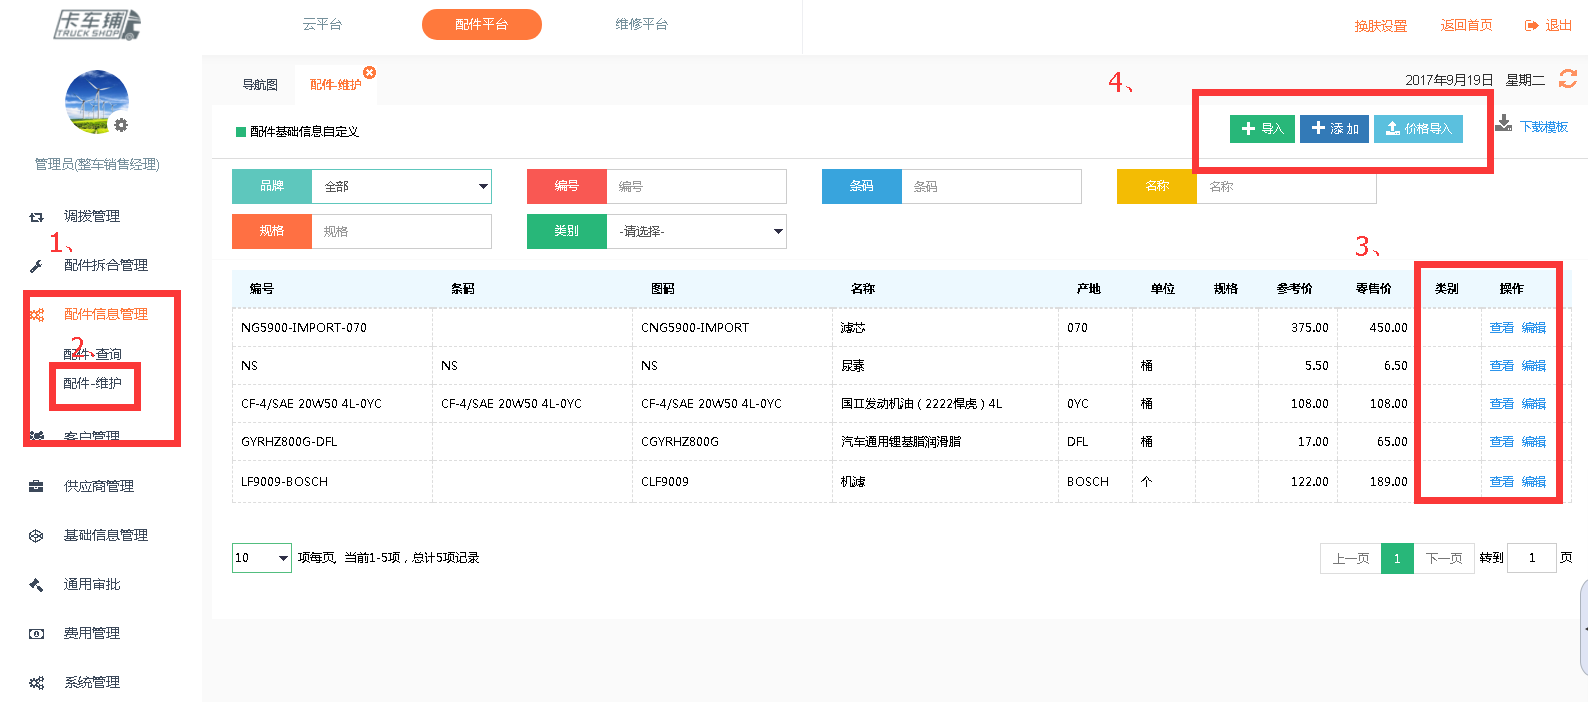 卡车铺
TRUCK SHOP
云平台
配件平台
维修平台
换肤设置
返回首页
退出
管理员(整车销售经理)
调拨管理
1、
配件拆合管理
配件信息管理
2、
配件-查询
配件-维护
客户管理
供应商管理
基础信息管理
通用审批
费用管理
系统管理
导航图
配件-维护
4、
2017年9月19日 星期二
配件基础信息自定义
导入
添 加
价格导入
下载模板
品牌 全部
编号 编号
条码 条码
名称 名称
规格 规格
类别 -请选择-
3、
编号 条码 图码 名称 产地 单位 规格 参考价 零售价 类别 操作
NG5900-IMPORT-070 CNG5900-IMPORT 滤芯 070 375.00 450.00 查看 编辑
NS NS NS 尿素 桶 5.50 6.50 查看 编辑
CF-4/SAE 20W50 4L-0YC CF-4/SAE 20W50 4L-0YC CF-4/SAE 20W50 4L-0YC 国II发动机油（2222悍虎）4L 0YC 桶 108.00 108.00 查看 编辑
GYRHZ800G-DFL CGYRHZ800G 汽车通用锂基脂润滑脂 DFL 桶 17.00 65.00 查看 编辑
LF9009-BOSCH CLF9009 机滤 BOSCH 个 122.00 189.00 查看 编辑
10 项每页, 当前1-5项，总计5项记录
上一页 1 下一页 转到 1 页